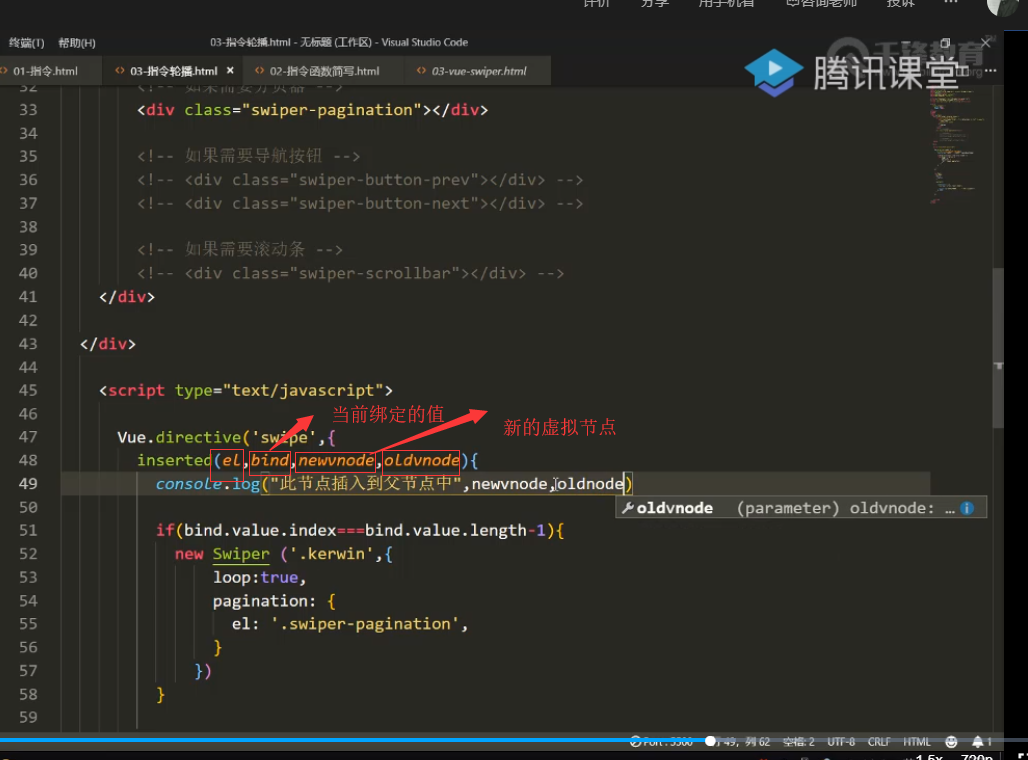 评价 分享 用手机看 咨询老师 投诉 ...
终端(T) 帮助(H) 03-指令轮播.html - 无标题 (工作区) - Visual Studio Code
01-指令.html 03-指令轮播.html × 02-指令函数简写.html 03-vue-swiper.html
千锋教育
腾讯课堂
32 <!-- 如果需要分页器 -->
33 <div class="swiper-pagination"></div>
34
35 <!-- 如果需要导航按钮 -->
36 <!-- <div class="swiper-button-prev"></div> -->
37 <!-- <div class="swiper-button-next"></div> -->
38
39 <!-- 如果需要滚动条 -->
40 <!-- <div class="swiper-scrollbar"></div> -->
41 </div>
42
43 </div>
44
45 <script type="text/javascript">
46
当前绑定的值
新的虚拟节点
47 Vue.directive('swipe',{
48 inserted(el,bind,newvnode,oldvnode){
49 console.log("此节点插入到父节点中",newvnode,oldnode)
50
oldvnode (parameter) oldvnode: …
51 if(bind.value.index===bind.value.length-1){
52 new Swiper ('.kerwin',{
53 loop:true,
54 pagination: {
55 el: '.swiper-pagination',
56 }
57 })
58 }
59
Port : 5500 行 49, 列 62 空格: 2 UTF-8 CRLF HTML 1
1.5x 720p